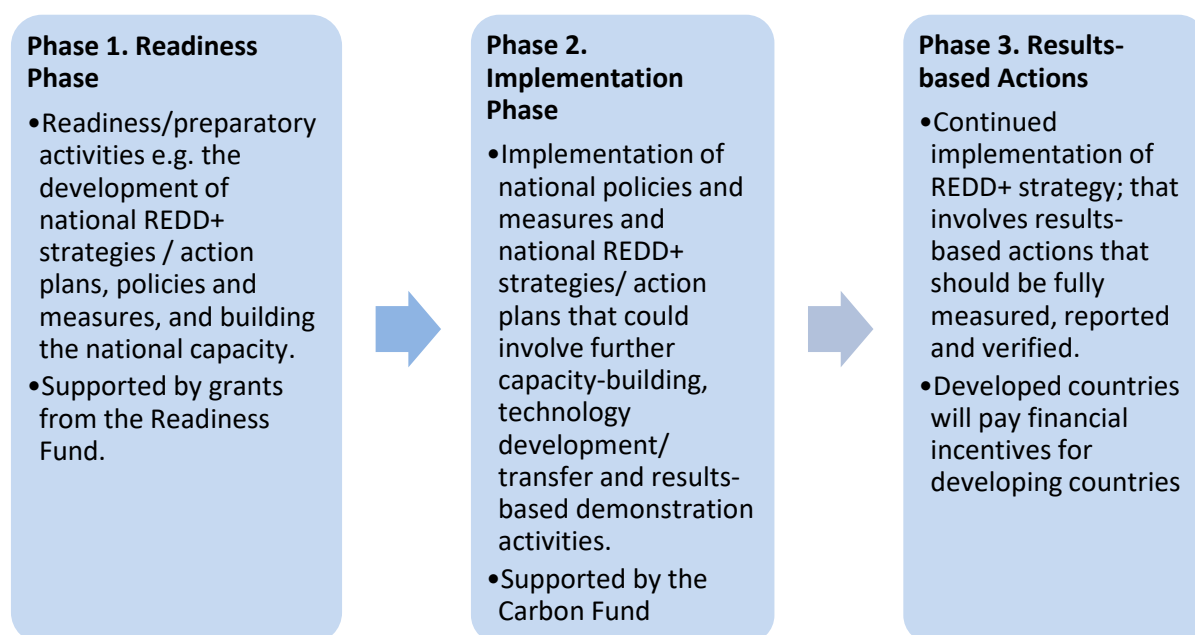 Phase 1. Readiness
Phase
•Readiness/preparatory
activities e.g. the
development of
national REDD+
strategies / action
plans, policies and
measures, and building
the national capacity.
•Supported by grants
from the Readiness
Fund.
Phase 2.
Implementation
Phase
•Implementation of
national policies and
measures and
national REDD+
strategies/ action
plans that could
involve further
capacity-building,
technology
development/
transfer and results-
based demonstration
activities.
•Supported by the
Carbon Fund
Phase 3. Results-
based Actions
•Continued
implementation of
REDD+ strategy; that
involves results-
based actions that
should be fully
measured, reported
and verified.
•Developed countries
will pay financial
incentives for
developing countries